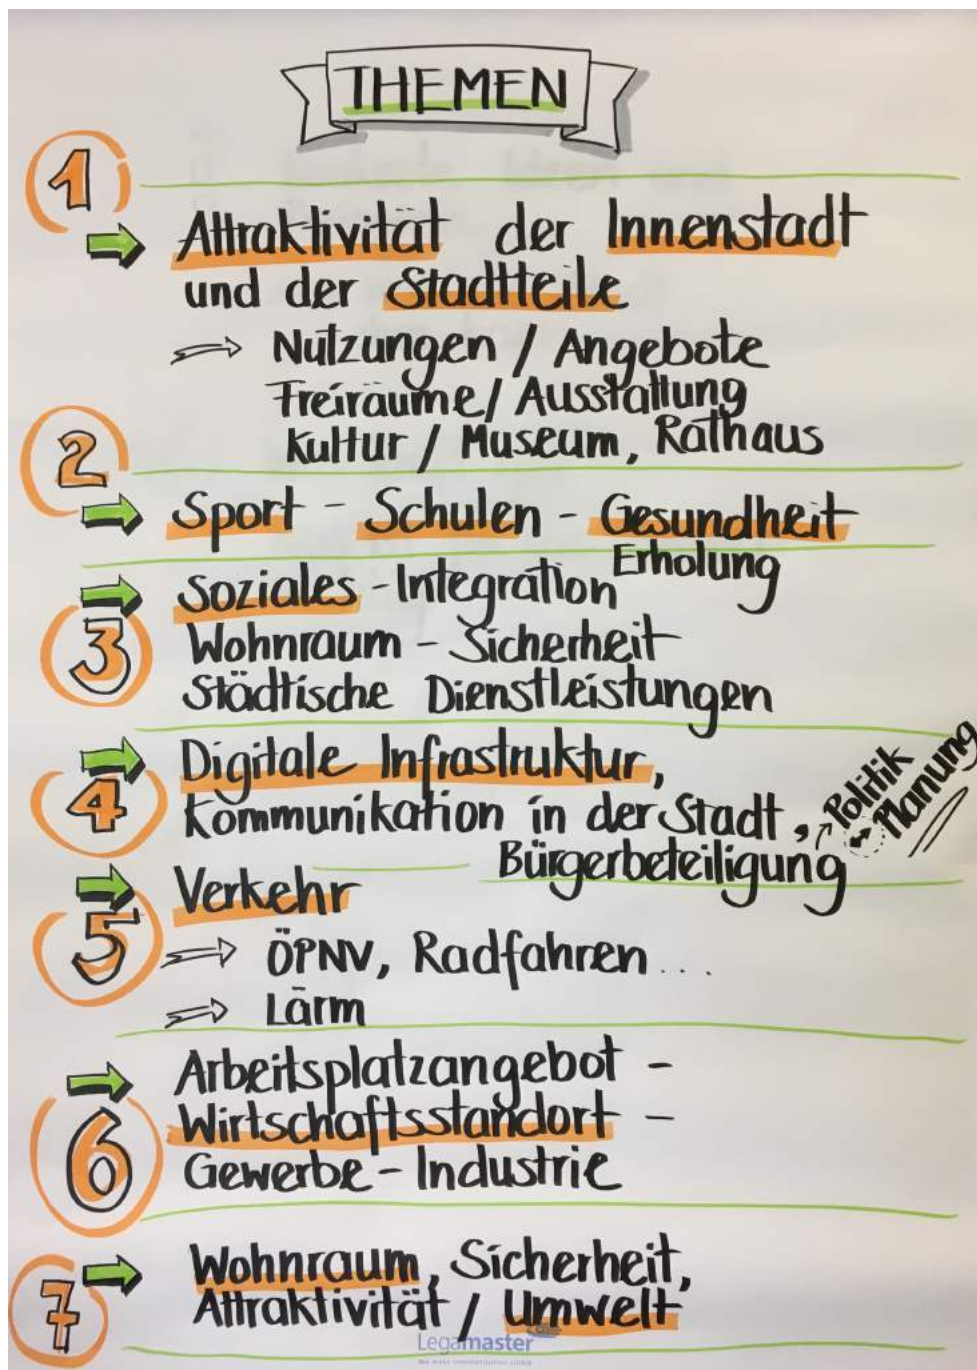 THEMEN
1
Attraktivität der Innenstadt
und der Stadtteile
Nutzungen / Angebote
Freiräume / Ausstattung
Kultur / Museum, Rathaus
2
Sport - Schulen - Gesundheit
Erholung
3
Soziales - Integration
Wohnraum - Sicherheit
Städtische Dienstleistungen
4
Digitale Infrastruktur,
Kommunikation in der Stadt,
Bürgerbeteiligung
Politik
Planung
5
Verkehr
ÖPNV, Radfahren ...
Lärm
6
Arbeitsplatzangebot -
Wirtschaftsstandort -
Gewerbe - Industrie
7
Wohnraum, Sicherheit,
Attraktivität / Umwelt
Legamaster